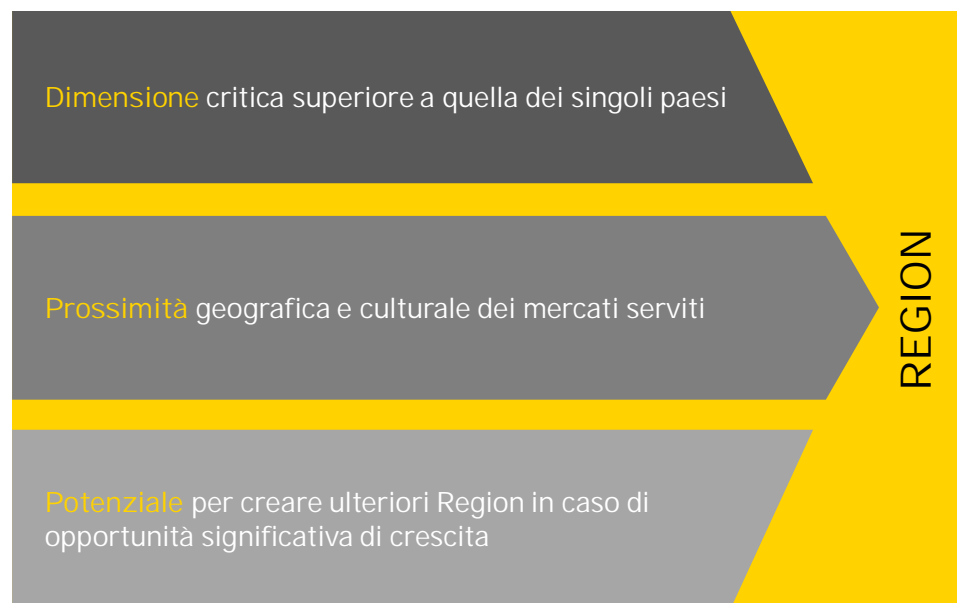 Dimensione critica superiore a quella dei singoli paesi
Prossimità geografica e culturale dei mercati serviti
Potenziale per creare ulteriori Region in caso di
opportunità significativa di crescita
REGION